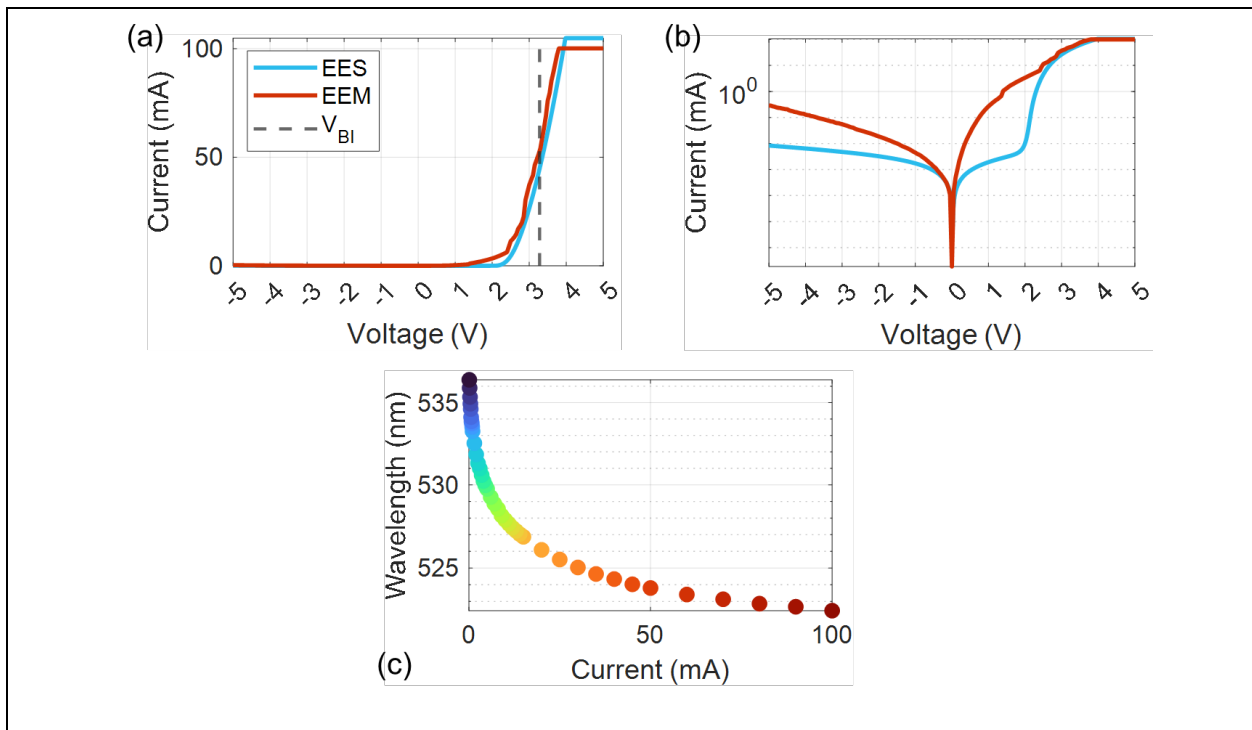 (a)
100
50
0
Current (mA)
EES
EEM
V_BI
-5 -4 -3 -2 -1 0 1 2 3 4 5
Voltage (V)
(b)
10^0
Current (mA)
-5 -4 -3 -2 -1 0 1 2 3 4 5
Voltage (V)
535
530
525
Wavelength (nm)
0 50 100
(c)
Current (mA)